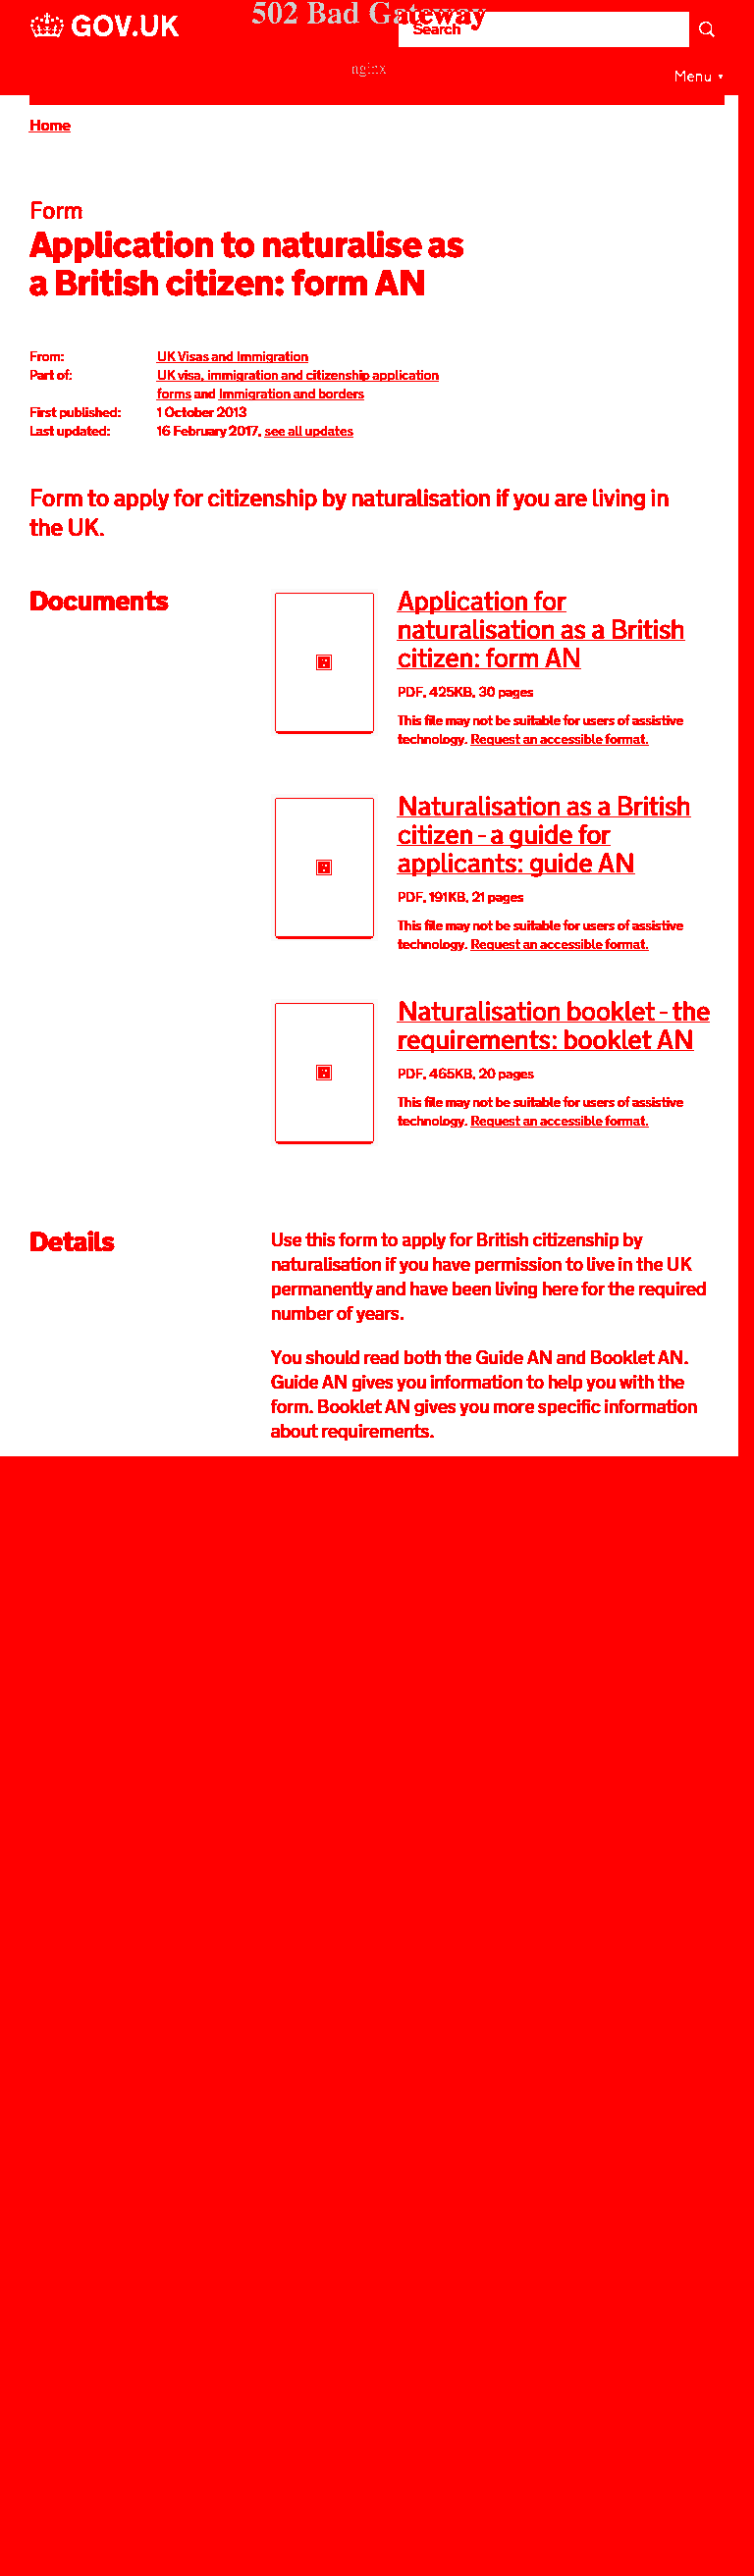 502 Bad Gateway
GOV.UK
Search
nginx
Menu ▾
Home
Form
Application to naturalise as
a British citizen: form AN
From: UK Visas and Immigration
Part of: UK visa, immigration and citizenship application
forms and Immigration and borders
First published: 1 October 2013
Last updated: 16 February 2017, see all updates
Form to apply for citizenship by naturalisation if you are living in
the UK.
Documents
Application for
naturalisation as a British
citizen: form AN
PDF, 425KB, 30 pages
This file may not be suitable for users of assistive
technology. Request an accessible format.
Naturalisation as a British
citizen - a guide for
applicants: guide AN
PDF, 191KB, 21 pages
This file may not be suitable for users of assistive
technology. Request an accessible format.
Naturalisation booklet - the
requirements: booklet AN
PDF, 465KB, 20 pages
This file may not be suitable for users of assistive
technology. Request an accessible format.
Details
Use this form to apply for British citizenship by
naturalisation if you have permission to live in the UK
permanently and have been living here for the required
number of years.
You should read both the Guide AN and Booklet AN.
Guide AN gives you information to help you with the
form. Booklet AN gives you more specific information
about requirements.